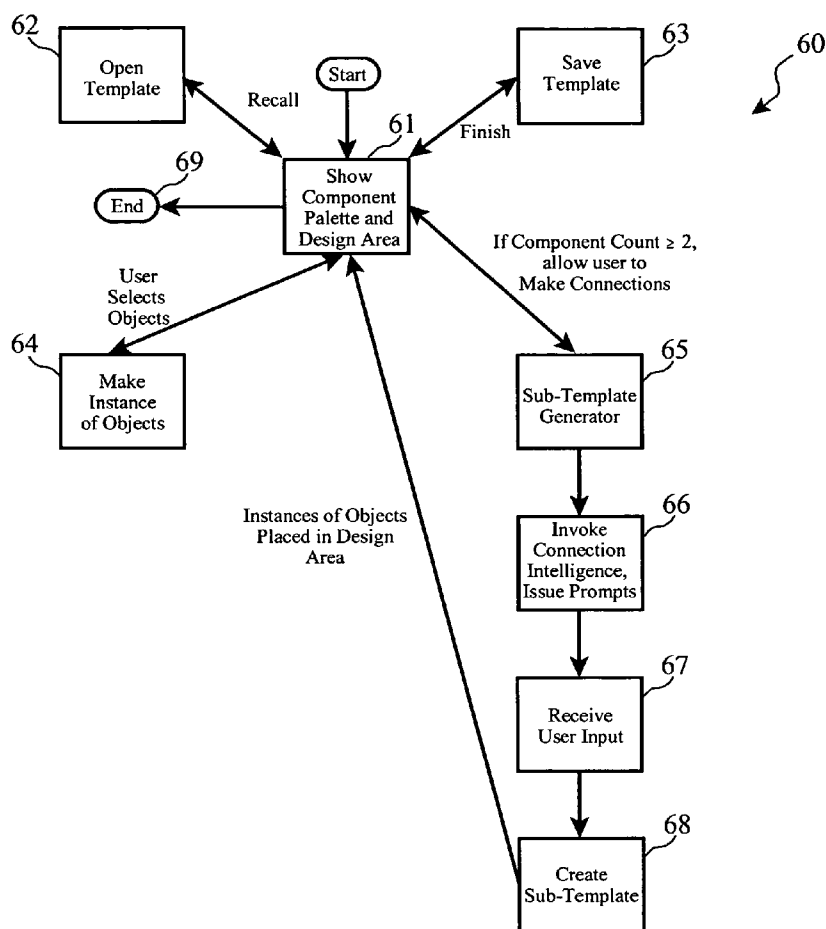 62
Open
Template
Recall
Start
63
Save
Template
Finish
60
61
Show
Component
Palette and
Design Area
69
End
If Component Count ≥ 2,
allow user to
Make Connections
User
Selects
Objects
64
Make
Instance
of Objects
65
Sub-Template
Generator
Instances of Objects
Placed in Design
Area
66
Invoke
Connection
Intelligence,
Issue Prompts
67
Receive
User Input
68
Create
Sub-Template